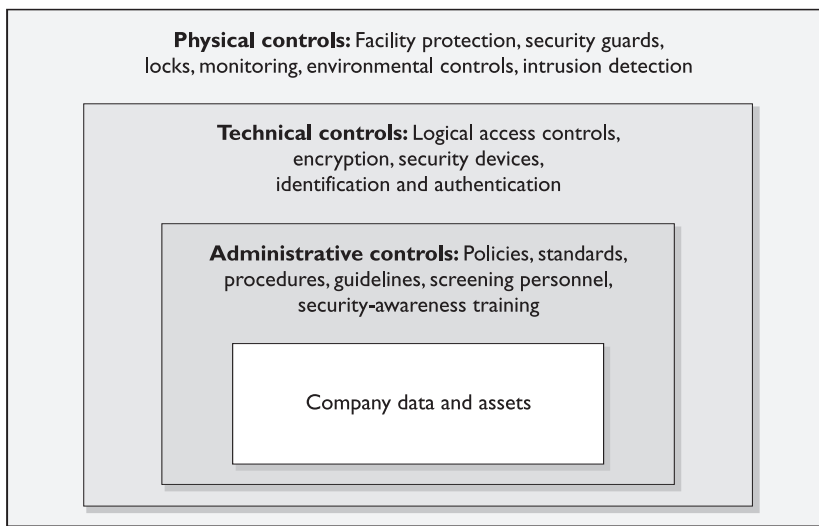 Physical controls: Facility protection, security guards,
locks, monitoring, environmental controls, intrusion detection
Technical controls: Logical access controls,
encryption, security devices,
identification and authentication
Administrative controls: Policies, standards,
procedures, guidelines, screening personnel,
security-awareness training
Company data and assets